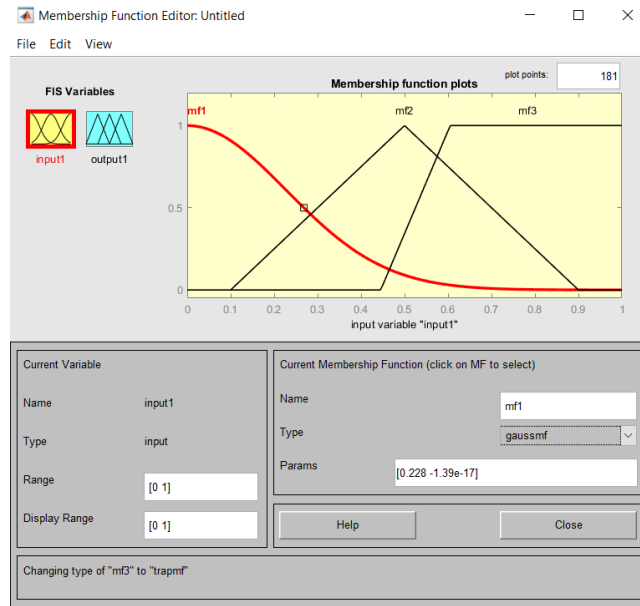 Membership Function Editor: Untitled
File Edit View
FIS Variables
input1 output1
Membership function plots
plot points: 181
mf1 mf2 mf3
1
0.5
0
0 0.1 0.2 0.3 0.4 0.5 0.6 0.7 0.8 0.9 1
input variable "input1"
Current Variable
Name input1
Type input
Range [0 1]
Display Range [0 1]
Current Membership Function (click on MF to select)
Name mf1
Type gaussmf
Params [0.228 -1.39e-17]
Help Close
Changing type of "mf3" to "trapmf"